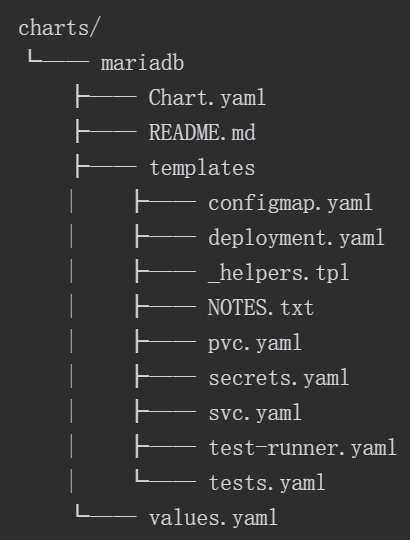 charts/
└── mariadb
    ├── Chart.yaml
    ├── README.md
    ├── templates
    │   ├── configmap.yaml
    │   ├── deployment.yaml
    │   ├── _helpers.tpl
    │   ├── NOTES.txt
    │   ├── pvc.yaml
    │   ├── secrets.yaml
    │   ├── svc.yaml
    │   ├── test-runner.yaml
    │   └── tests.yaml
    └── values.yaml